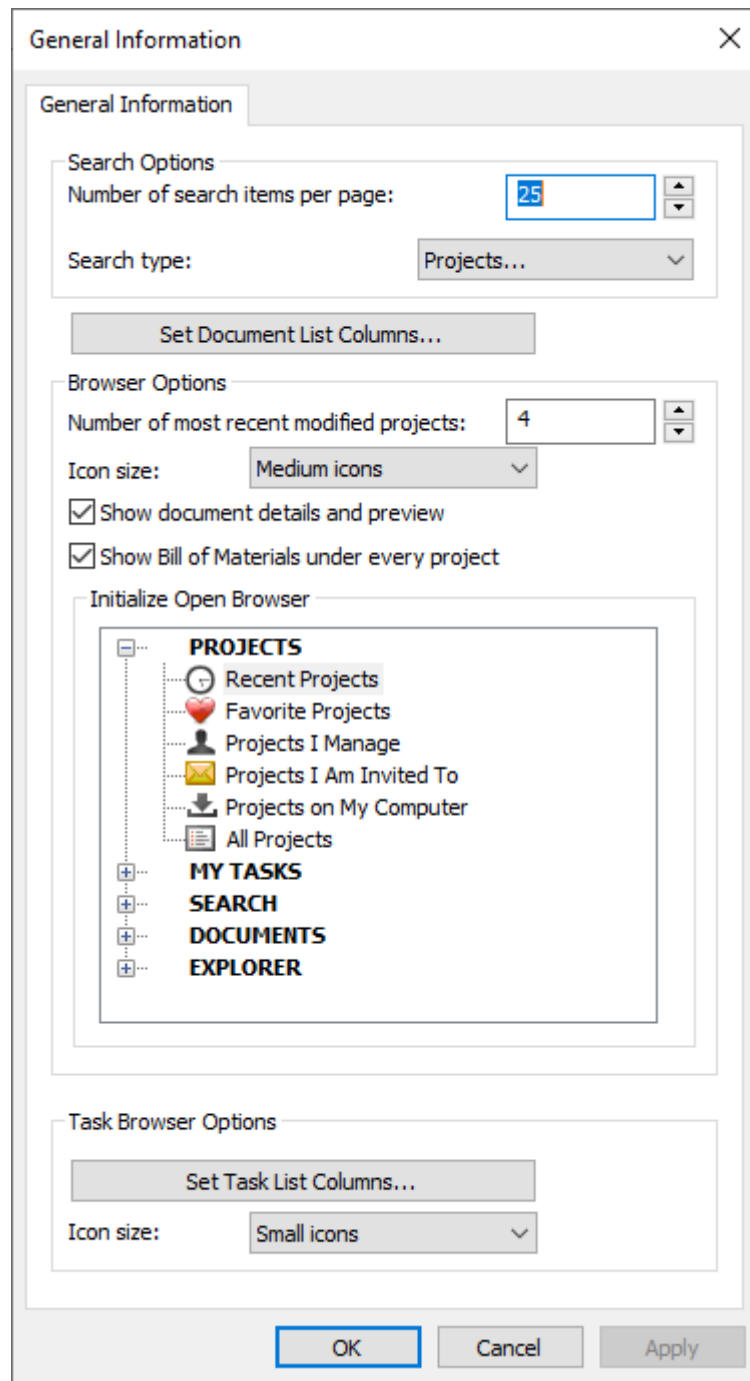 General Information
General Information
Search Options
Number of search items per page: 25
Search type: Projects...
Set Document List Columns...
Browser Options
Number of most recent modified projects: 4
Icon size: Medium icons
Show document details and preview
Show Bill of Materials under every project
Initialize Open Browser
PROJECTS
Recent Projects
Favorite Projects
Projects I Manage
Projects I Am Invited To
Projects on My Computer
All Projects
MY TASKS
SEARCH
DOCUMENTS
EXPLORER
Task Browser Options
Set Task List Columns...
Icon size: Small icons
OK Cancel Apply